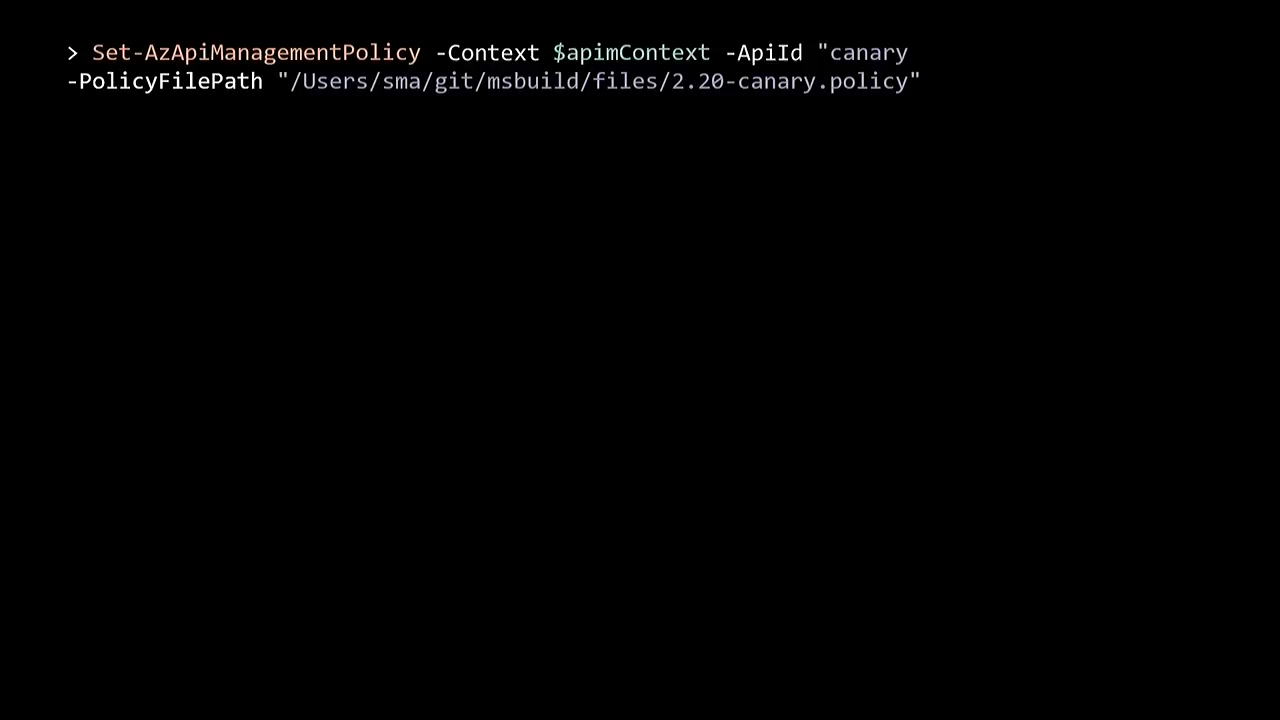 > Set-AzApiManagementPolicy -Context $apimContext -ApiId "canary
-PolicyFilePath "/Users/sma/git/msbuild/files/2.20-canary.policy"